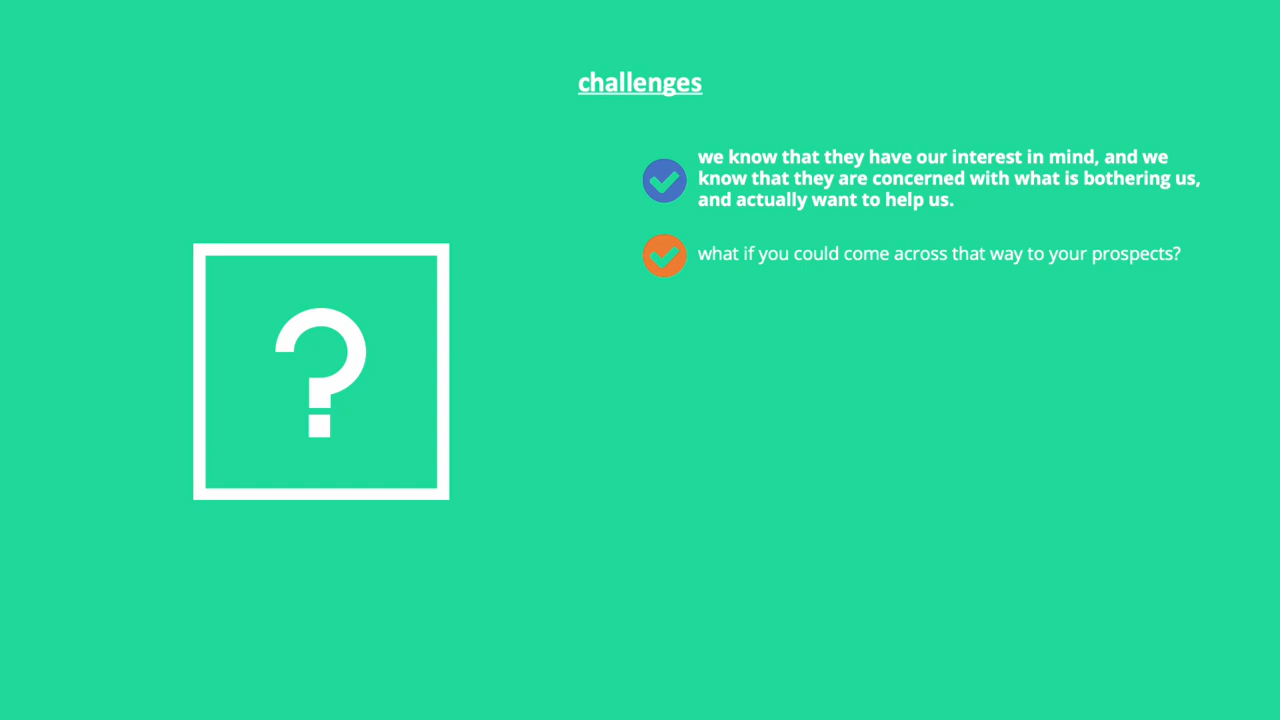 challenges
we know that they have our interest in mind, and we
know that they are concerned with what is bothering us,
and actually want to help us.
what if you could come across that way to your prospects?
?